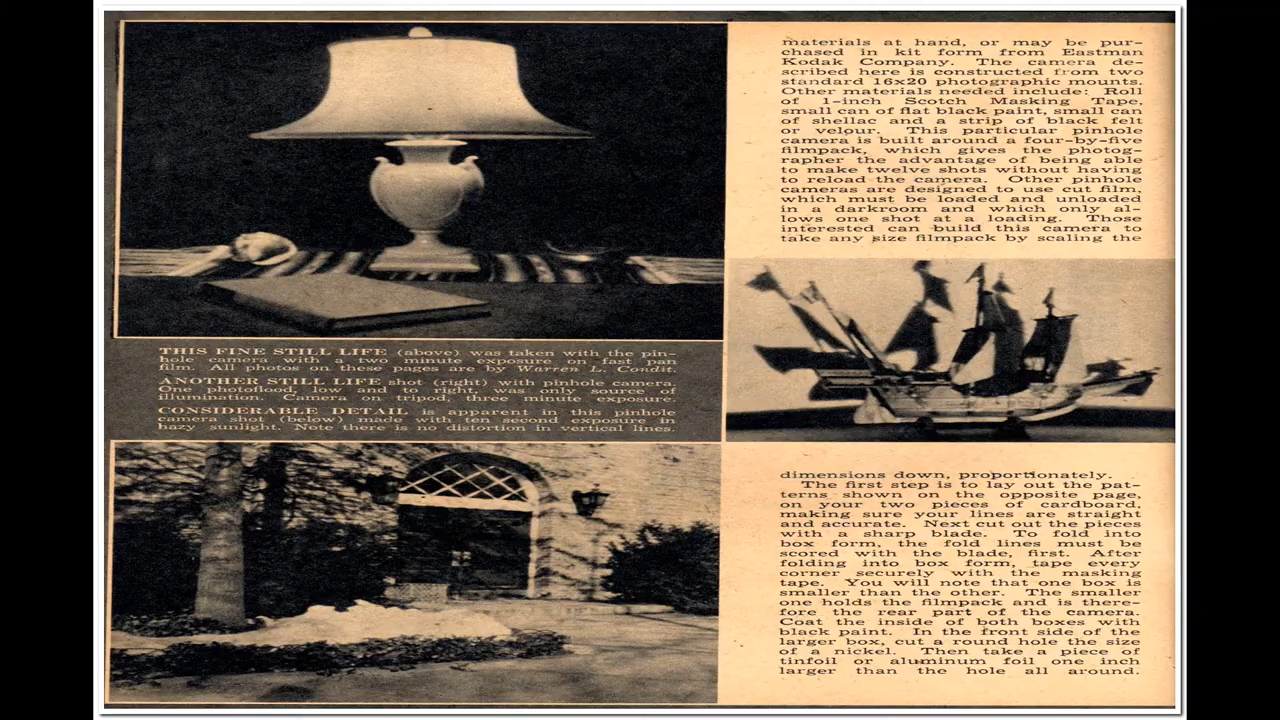 materials at hand, or may be pur-
chased in kit form from Eastman
Kodak Company. The camera de-
scribed here is constructed from two
standard 16x20 photographic mounts.
Other materials needed include: Roll
of 1-inch Scotch Masking Tape,
small can of flat black paint, small can
of shellac and a strip of black felt
or velour. This particular pinhole
camera is built around a four-by-five
filmpack, which gives the photog-
rapher the advantage of being able
to make twelve shots without having
to reload the camera. Other pinhole
cameras are designed to use cut film,
which must be loaded and unloaded
in a darkroom and which only al-
lows one shot at a loading. Those
interested can build this camera to
take any size filmpack by scaling the
THIS FINE STILL LIFE (above) was taken with the pin-
hole camera with a two minute exposure on fast pan
film. All photos on these pages are by Warren L. Condit.
ANOTHER STILL LIFE shot (right) with pinhole camera.
One photoflood, low and to right, was only source of
illumination. Camera on tripod, three minute exposure.
CONSIDERABLE DETAIL is apparent in this pinhole
camera shot (below) made with ten second exposure in
hazy sunlight. Note there is no distortion in vertical lines.
dimensions down, proportionately.
The first step is to lay out the pat-
terns shown on the opposite page,
on your two pieces of cardboard,
making sure your lines are straight
and accurate. Next cut out the pieces
with a sharp blade. To fold into
box form, the fold lines must be
scored with the blade, first. After
folding into box form, tape every
corner securely with the masking
tape. You will note that one box is
smaller than the other. The smaller
one holds the filmpack and is there-
fore the rear part of the camera.
Coat the inside of both boxes with
black paint. In the front side of the
larger box, cut a round hole the size
of a nickel. Then take a piece of
tinfoil or aluminum foil one inch
larger than the hole all around.